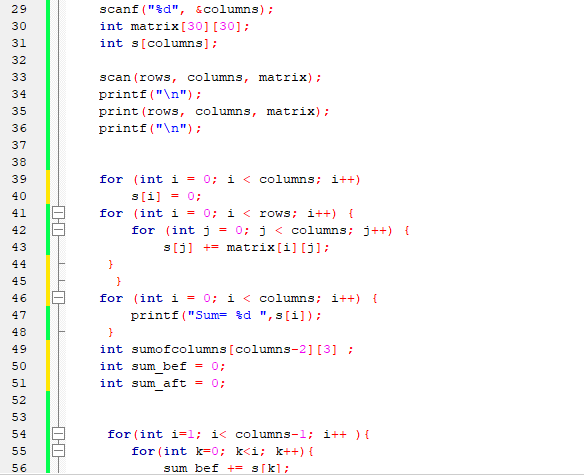 29 scanf("%d", &columns);
30 int matrix[30][30];
31 int s[columns];
32
33 scan(rows, columns, matrix);
34 printf("\n");
35 print(rows, columns, matrix);
36 printf("\n");
37
38
39 for (int i = 0; i < columns; i++)
40 s[i] = 0;
41 for (int i = 0; i < rows; i++) {
42 for (int j = 0; j < columns; j++) {
43 s[j] += matrix[i][j];
44 }
45 }
46 for (int i = 0; i < columns; i++) {
47 printf("Sum= %d ",s[i]);
48 }
49 int sumofcolumns[columns-2][3] ;
50 int sum_bef = 0;
51 int sum_aft = 0;
52
53
54 for(int i=1; i< columns-1; i++ ){
55 for(int k=0; k<i; k++){
56 sum_bef += s[k];